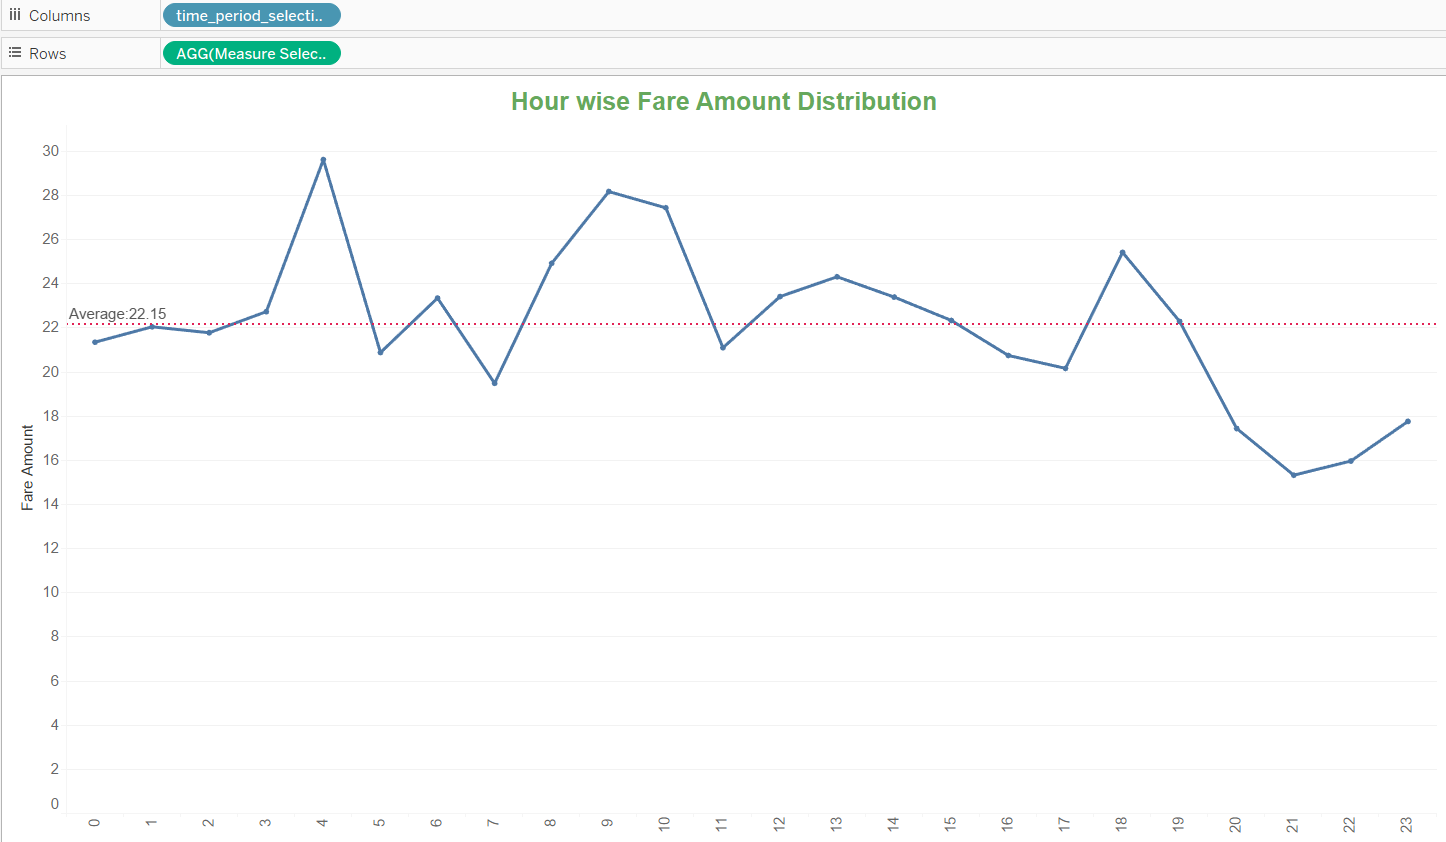 Columns
time_period_selecti..
Rows
AGG(Measure Selec..
Hour wise Fare Amount Distribution
30
28
26
24
22
20
18
16
14
12
10
8
6
4
2
0
Fare Amount
Average:22.15
0 1 2 3 4 5 6 7 8 9 10 11 12 13 14 15 16 17 18 19 20 21 22 23